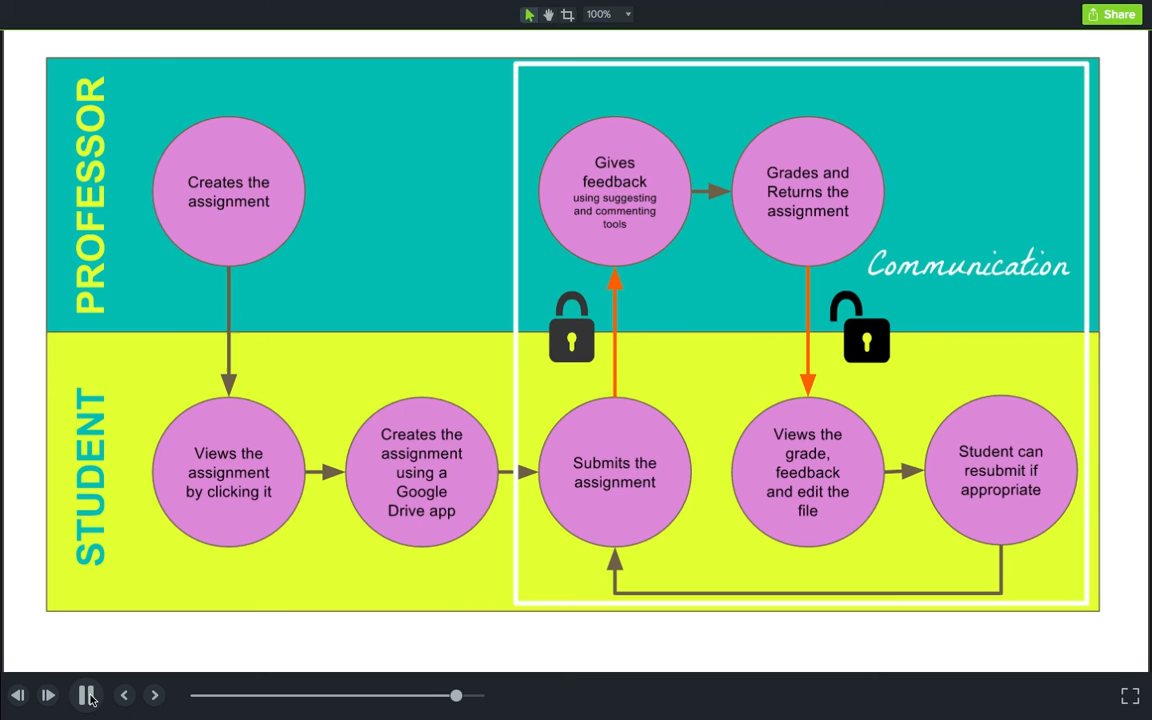 100%
Share
PROFESSOR
Creates the
assignment
Gives
feedback
using suggesting
and commenting
tools
Grades and
Returns the
assignment
Communication
STUDENT
Views the
assignment
by clicking it
Creates the
assignment
using a
Google
Drive app
Submits the
assignment
Views the
grade,
feedback
and edit the
file
Student can
resubmit if
appropriate